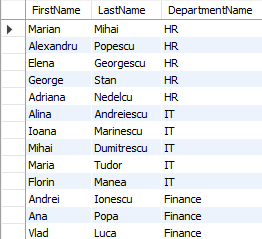 FirstName LastName DepartmentName
Marian Mihai HR
Alexandru Popescu HR
Elena Georgescu HR
George Stan HR
Adriana Nedelcu HR
Alina Andreiescu IT
Ioana Marinescu IT
Mihai Dumitrescu IT
Maria Tudor IT
Florin Manea IT
Andrei Ionescu Finance
Ana Popa Finance
Vlad Luca Finance